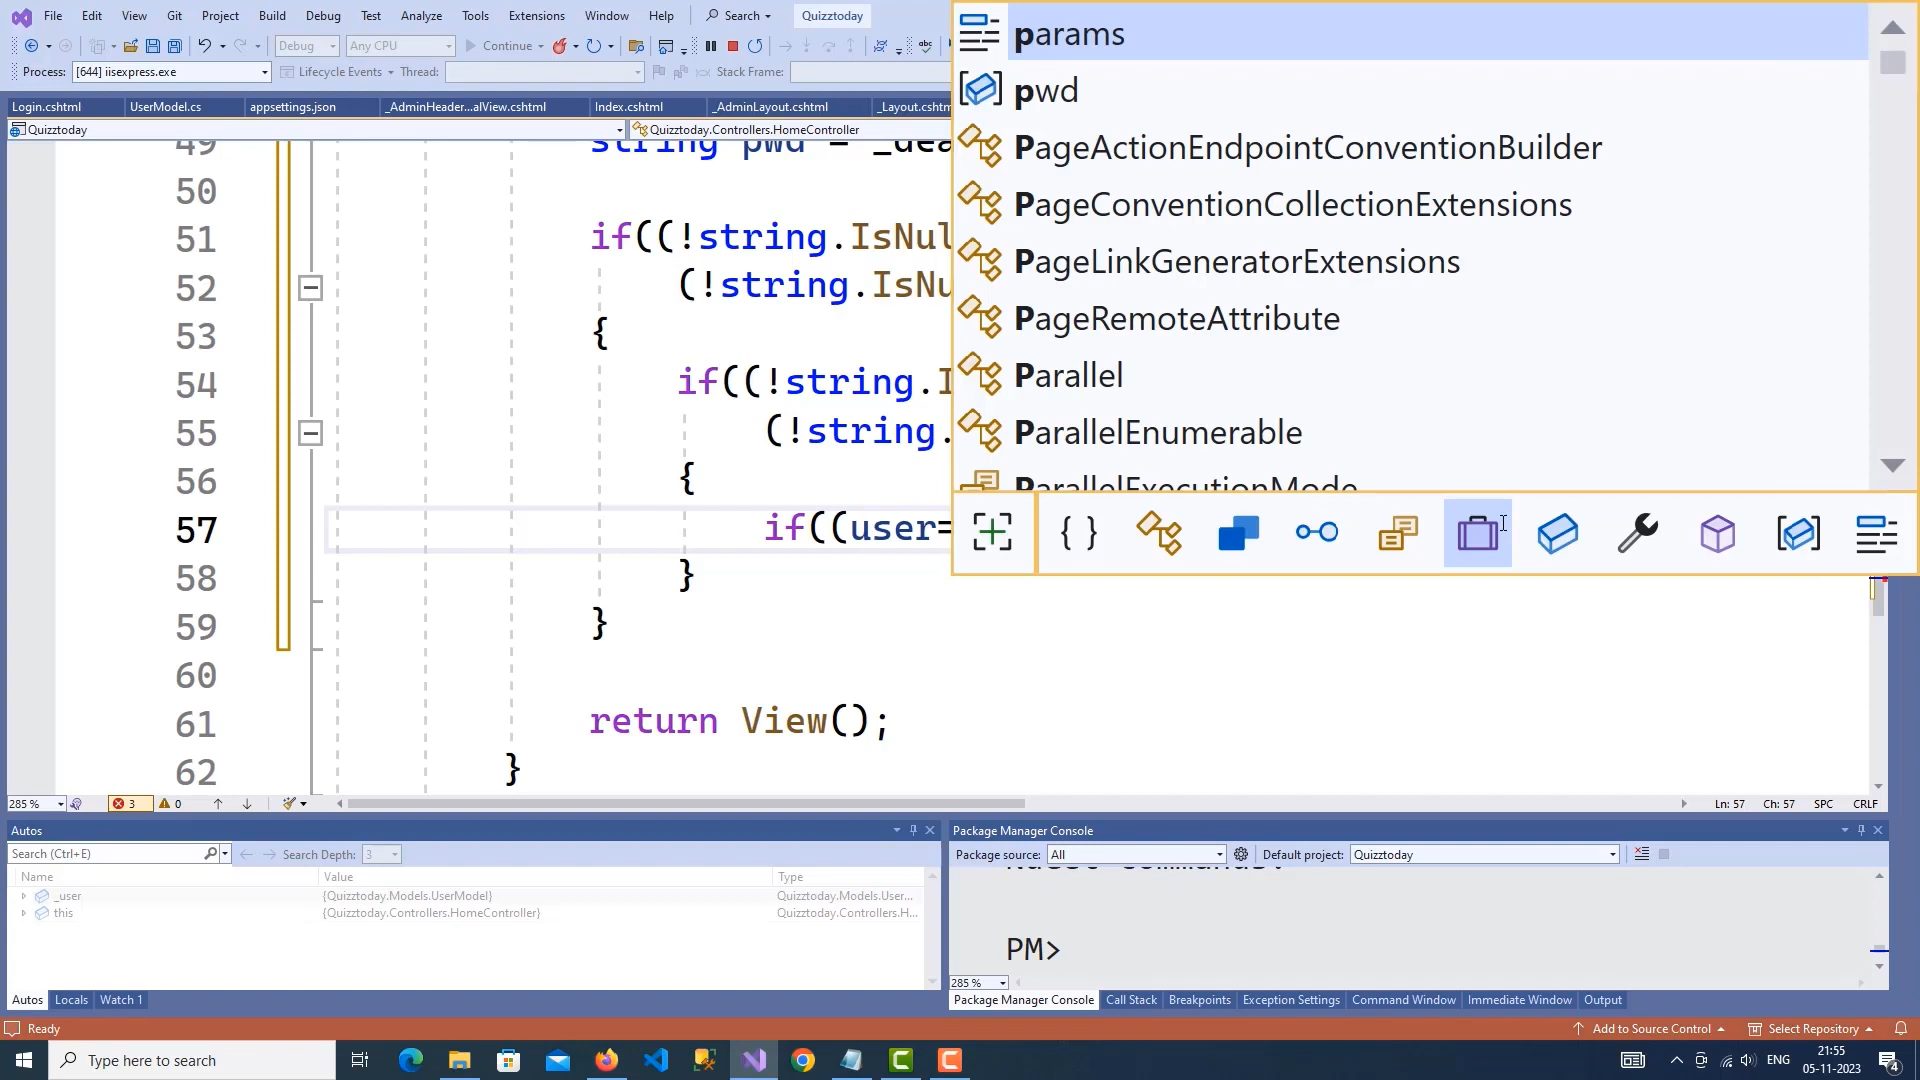 File Edit View Git Project Build Debug Test Analyze Tools Extensions Window Help Search Quizztoday
Debug Any CPU Continue
Process: [644] iisexpress.exe Lifecycle Events Thread: Stack Frame:
Login.cshtml UserModel.cs appsettings.json _AdminHeader...alView.cshtml Index.cshtml _AdminLayout.cshtml _Layout.cshtm
Quizztoday Quizztoday.Controllers.HomeController
49 string pwd = _dea
50
51 if((!string.IsNul
52 (!string.IsNu
53 {
54 if((!string.I
55 (!string.
56 {
57 if((user=
58 }
59 }
60
61 return View();
62 }
params
pwd
PageActionEndpointConventionBuilder
PageConventionCollectionExtensions
PageLinkGeneratorExtensions
PageRemoteAttribute
Parallel
ParallelEnumerable
ParallelExecutionMode
285 % 3 0 Ln: 57 Ch: 57 SPC CRLF
Autos
Search (Ctrl+E) Search Depth: 3
Name Value Type
_user {Quizztoday.Models.UserModel} Quizztoday.Models.User...
this {Quizztoday.Controllers.HomeController} Quizztoday.Controllers.H...
Autos Locals Watch 1
Package Manager Console
Package source: All Default project: Quizztoday
PM>
285 %
Package Manager Console Call Stack Breakpoints Exception Settings Command Window Immediate Window Output
Ready Add to Source Control Select Repository
Type here to search
ENG
21:55
05-11-2023
4